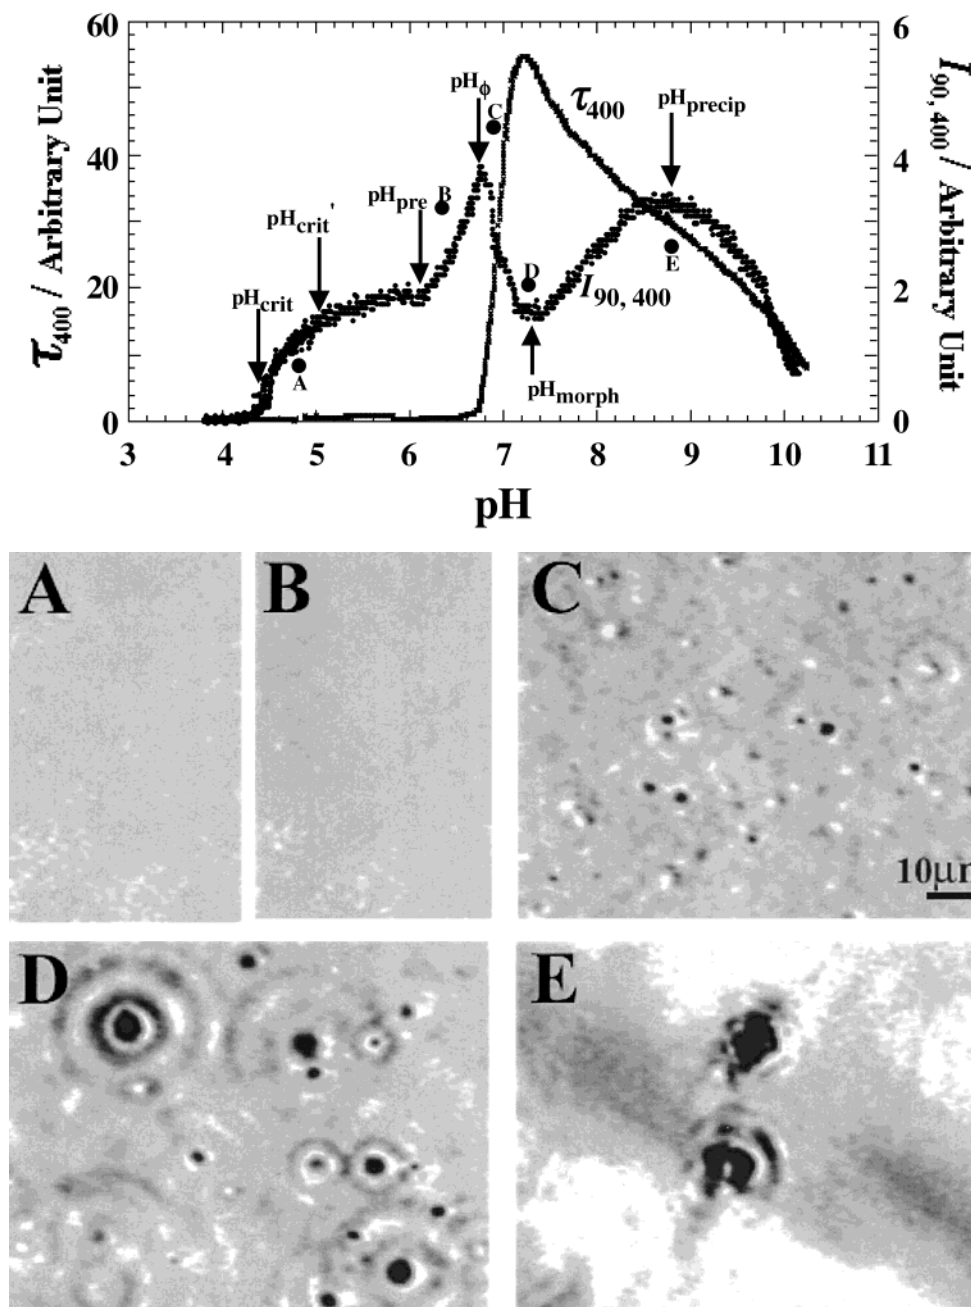 60
40
20
0
τ400 / Arbitrary Unit
6
4
2
0
I90, 400 / Arbitrary Unit
3 4 5 6 7 8 9 10 11
pH
pHϕ
C
τ400
pHprecip
pHpre
B
pHcrit'
pHcrit
A
D
I90, 400
E
pHmorph
A
B
C
10μm
D
E